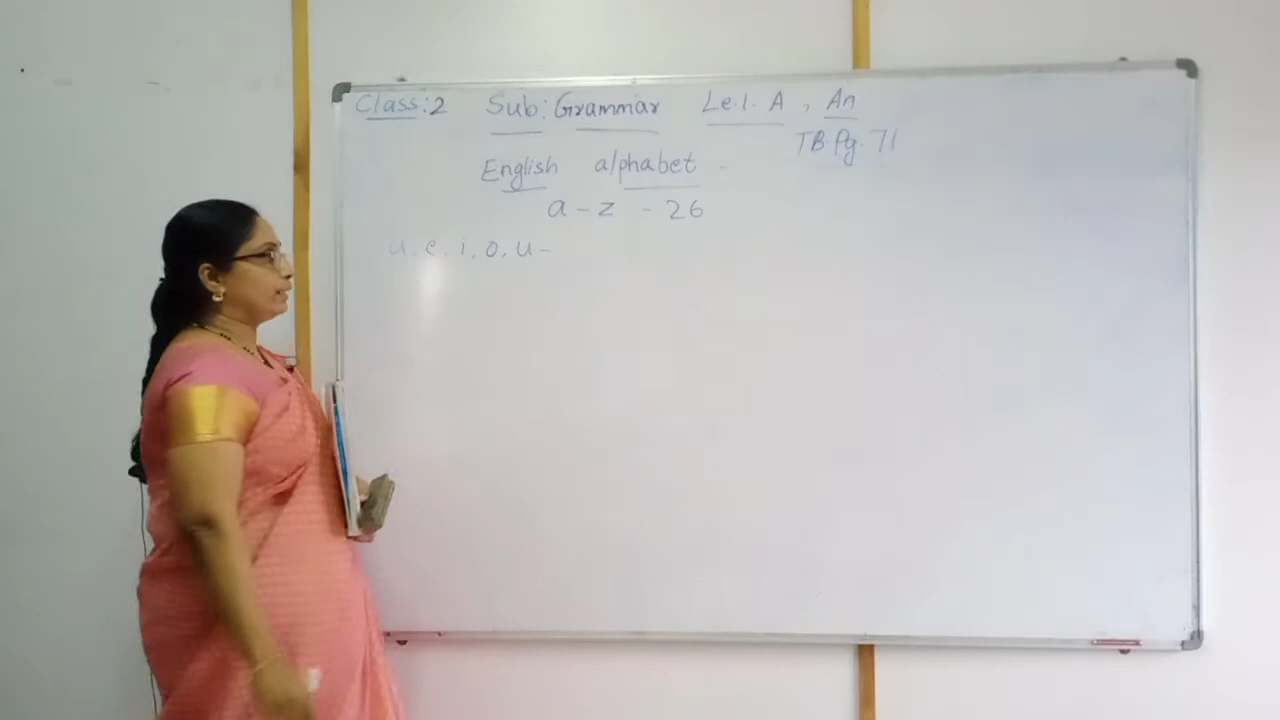 Class:2 Sub: Grammar Le.1. A , An
TB. Pg. 71
English alphabet -
a - z - 26
a, e, i, o, u -